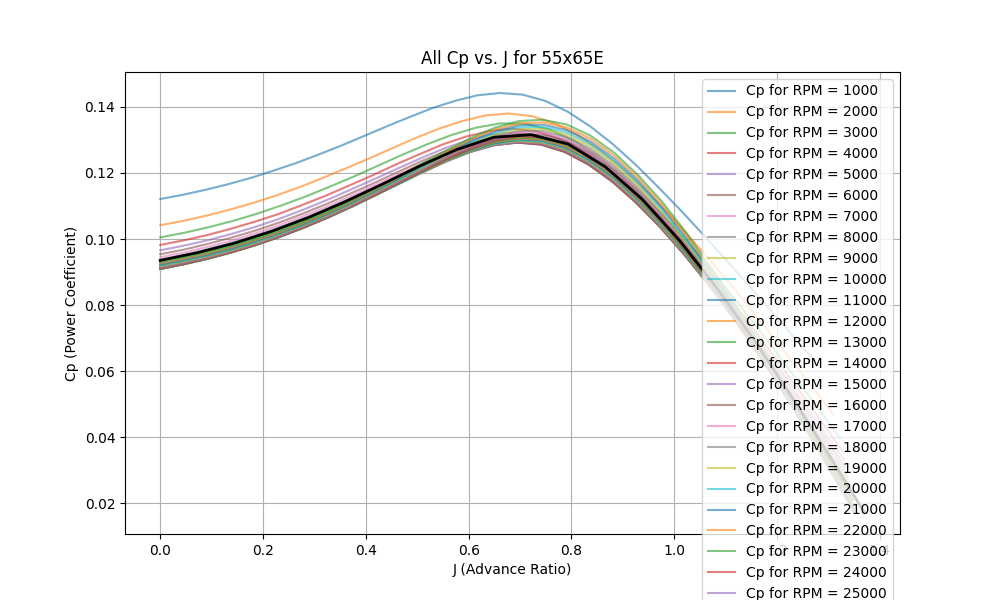 All Cp vs. J for 55x65E
Cp (Power Coefficient)
0.14
0.12
0.10
0.08
0.06
0.04
0.02
0.0
0.2
0.4
0.6
0.8
1.0
J (Advance Ratio)
Cp for RPM = 1000
Cp for RPM = 2000
Cp for RPM = 3000
Cp for RPM = 4000
Cp for RPM = 5000
Cp for RPM = 6000
Cp for RPM = 7000
Cp for RPM = 8000
Cp for RPM = 9000
Cp for RPM = 10000
Cp for RPM = 11000
Cp for RPM = 12000
Cp for RPM = 13000
Cp for RPM = 14000
Cp for RPM = 15000
Cp for RPM = 16000
Cp for RPM = 17000
Cp for RPM = 18000
Cp for RPM = 19000
Cp for RPM = 20000
Cp for RPM = 21000
Cp for RPM = 22000
Cp for RPM = 23000
Cp for RPM = 24000
Cp for RPM = 25000